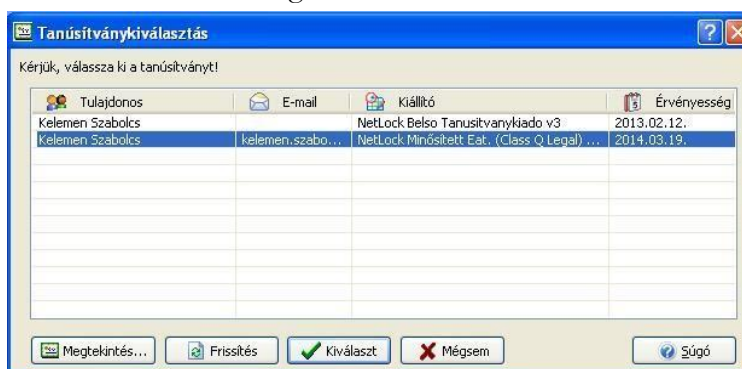 Tanúsítványkiválasztás
Kérjük, válassza ki a tanúsítványt!
Tulajdonos E-mail Kiállító Érvényesség
Kelemen Szabolcs NetLock Belso Tanusitvanykiado v3 2013.02.12.
Kelemen Szabolcs kelemen.szabo... NetLock Minősített Eat. (Class Q Legal) ... 2014.03.19.
Megtekintés... Frissítés Kiválaszt Mégsem Súgó